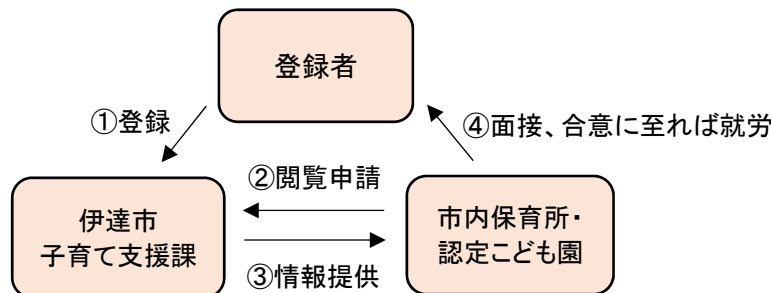 登録者
①登録
④面接、合意に至れば就労
②閲覧申請
伊達市
子育て支援課
市内保育所・
認定こども園
③情報提供